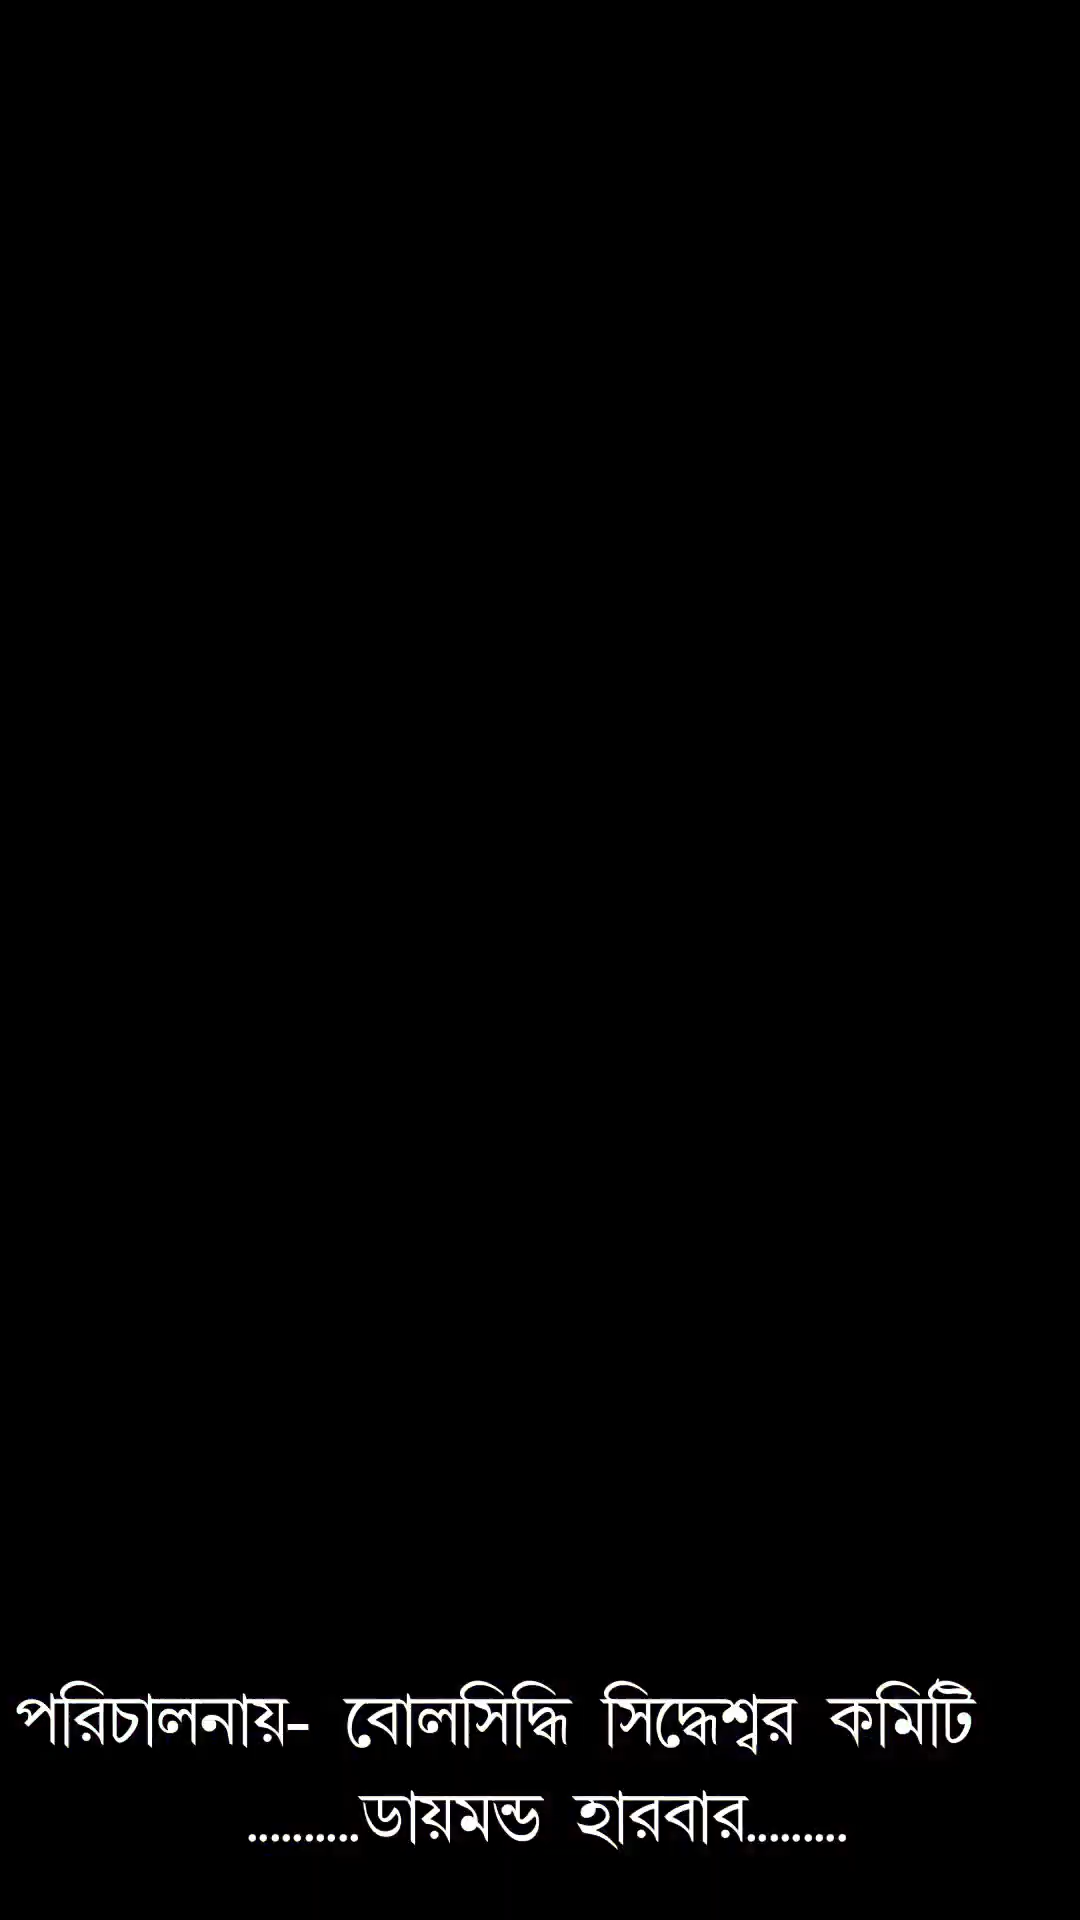 পরিচালনায়- বোলসিদ্ধি সিদ্ধেশ্বর কমিটি
..........ডায়মন্ড হারবার.........